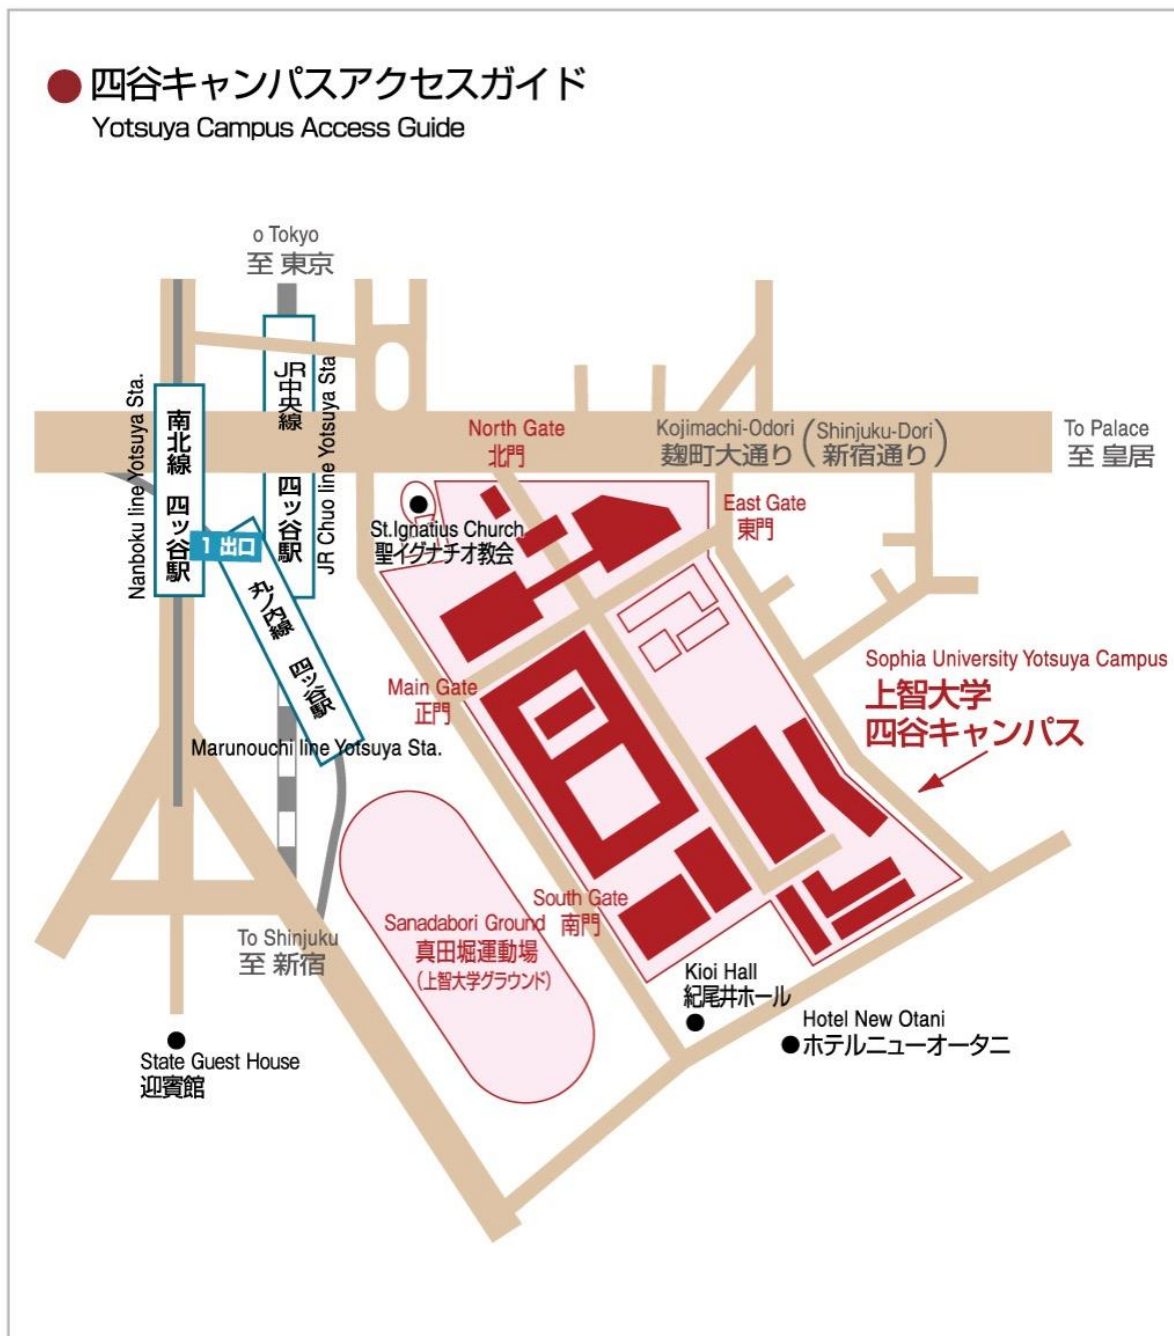 四谷キャンパスアクセスガイド
Yotsuya Campus Access Guide
o Tokyo
至 東京
JR中央線 四ッ谷駅
JR Chuo line Yotsuya Sta
Nanboku line Yotsuya Sta.
南北線 四ッ谷駅
1 出口
丸ノ内線 四ッ谷駅
Marunouchi line Yotsuya Sta.
North Gate
北門
Kojimachi-Odori
麹町大通り
(Shinjuku-Dori)
(新宿通り)
To Palace
至 皇居
St.Ignatius Church
聖イグナチオ教会
East Gate
東門
Main Gate
正門
Sophia University Yotsuya Campus
上智大学
四谷キャンパス
South Gate
南門
Sanadabori Ground
真田堀運動場
(上智大学グラウンド)
To Shinjuku
至 新宿
Kioi Hall
紀尾井ホール
Hotel New Otani
ホテルニューオータニ
State Guest House
迎賓館